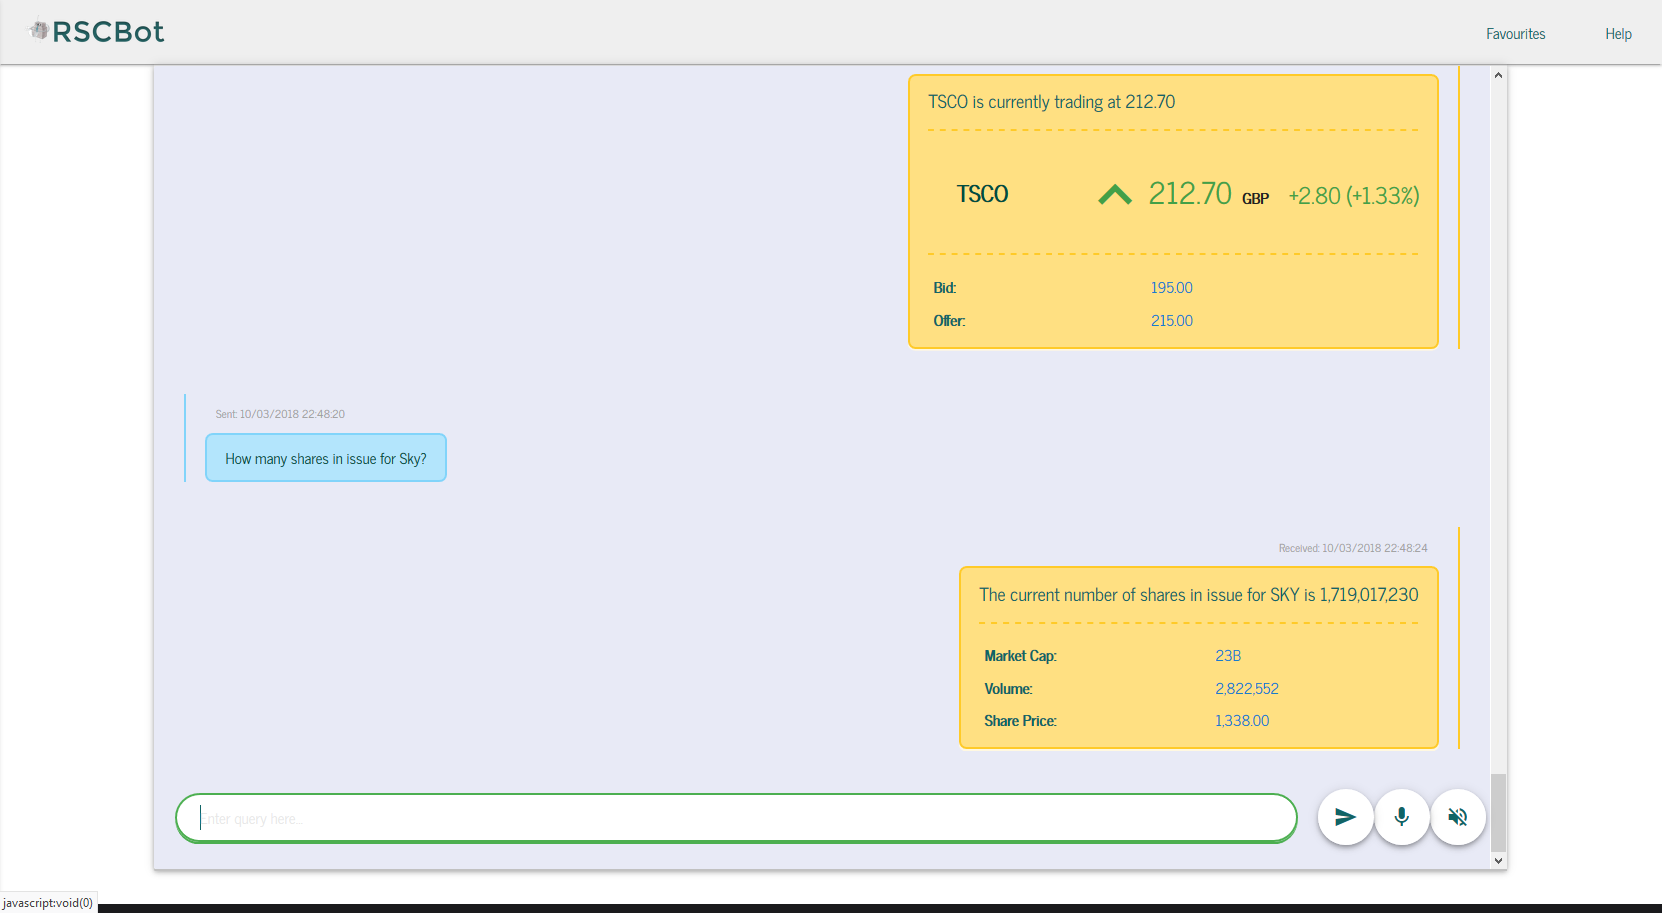 RSCBot
Favourites
Help
TSCO is currently trading at 212.70
TSCO 212.70 GBP +2.80 (+1.33%)
Bid: 195.00
Offer: 215.00
Sent: 10/03/2018 22:48:20
How many shares in issue for Sky?
Received: 10/03/2018 22:48:24
The current number of shares in issue for SKY is 1,719,017,230
Market Cap: 23B
Volume: 2,822,552
Share Price: 1,338.00
Enter query here...
javascript:void(0)